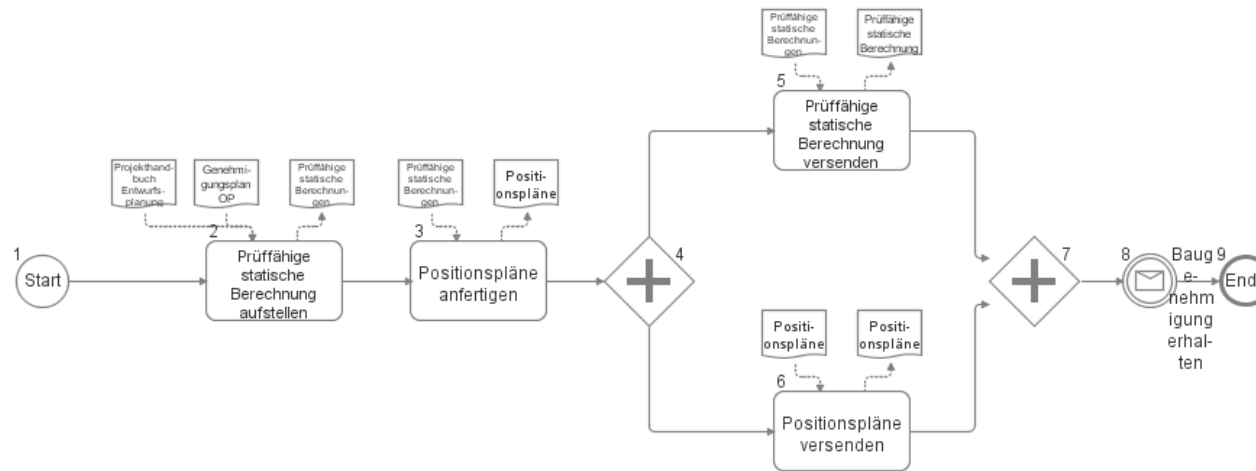 Prüffähige
statische
Berechnun-
gen
Prüffähige
statische
Berechnung
5
Prüffähige
statische
Berechnung
versenden
Projekthand-
buch
Entwurfs-
planung
Genehmi-
gungsplan
OP
Prüffähige
statische
Berechnun-
gen
Prüffähige
statische
Berechnun-
gen
Positi-
onspläne
1
Start
2
Prüffähige
statische
Berechnung
aufstellen
3
Positionspläne
anfertigen
4
7
8
Baug
e-
nehm
igung
erhal-
ten
9
End
Positi-
onspläne
Positi-
onspläne
6
Positionspläne
versenden